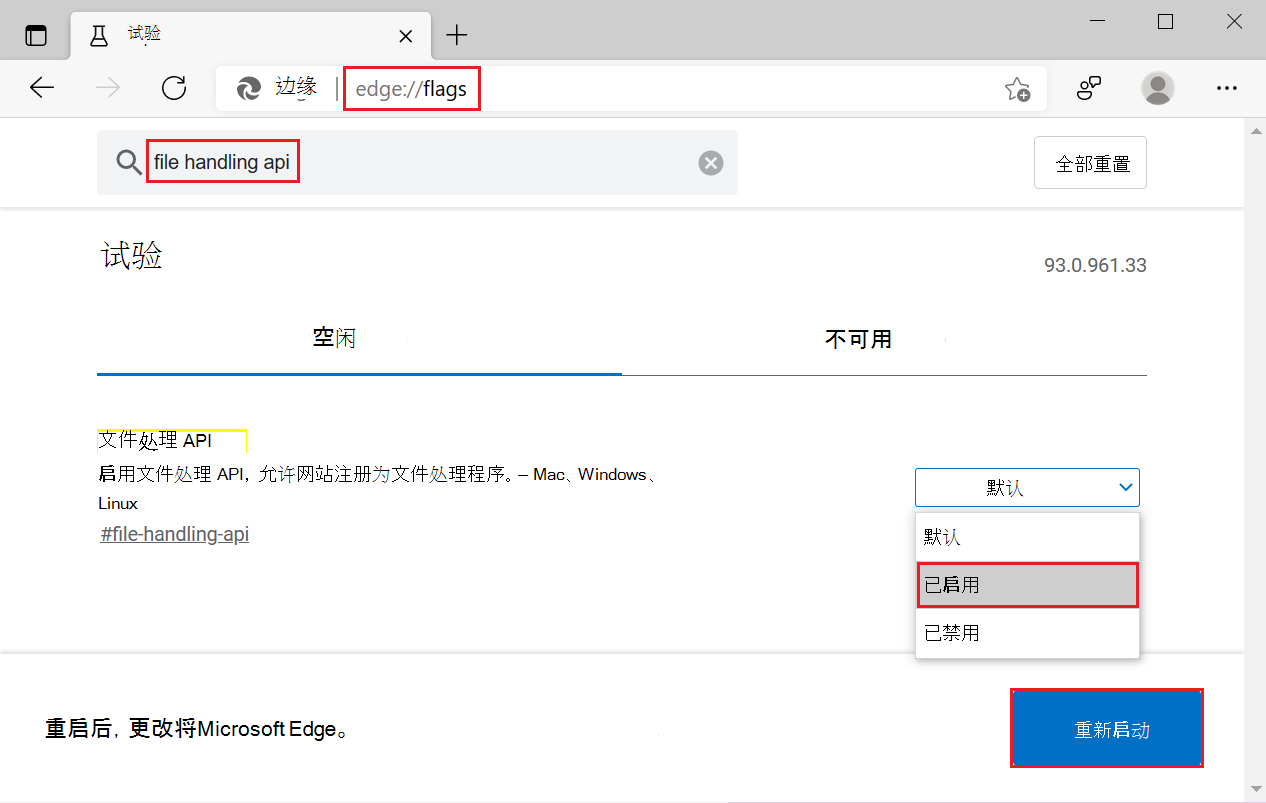 试验
边缘
edge://flags
file handling api
全部重置
试验
93.0.961.33
空闲
不可用
文件处理 API
启用文件处理 API，允许网站注册为文件处理程序。– Mac、Windows、
Linux
#file-handling-api
默认
默认
已启用
已禁用
重启后，更改将Microsoft Edge。
重新启动